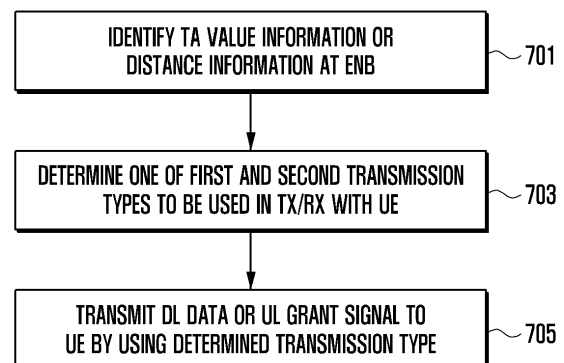 IDENTIFY TA VALUE INFORMATION OR
DISTANCE INFORMATION AT ENB
701
DETERMINE ONE OF FIRST AND SECOND TRANSMISSION
TYPES TO BE USED IN TX/RX WITH UE
703
TRANSMIT DL DATA OR UL GRANT SIGNAL TO
UE BY USING DETERMINED TRANSMISSION TYPE
705